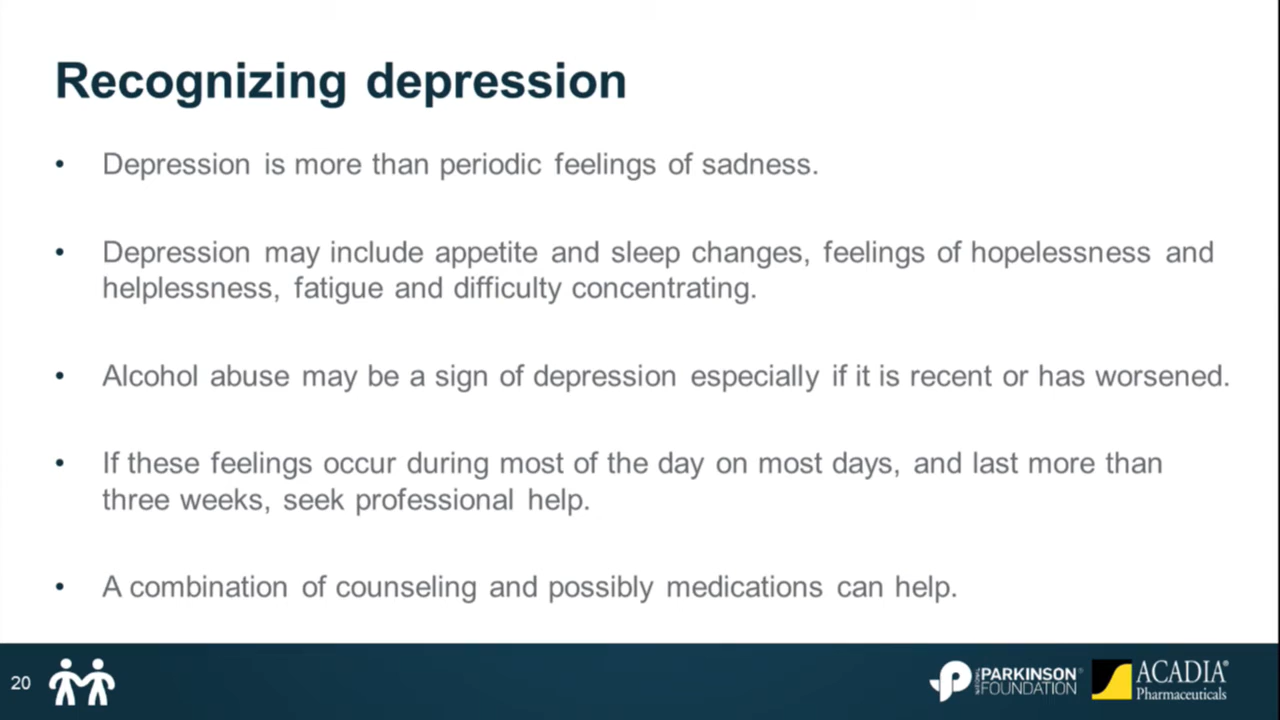 Recognizing depression
• Depression is more than periodic feelings of sadness.
• Depression may include appetite and sleep changes, feelings of hopelessness and
helplessness, fatigue and difficulty concentrating.
• Alcohol abuse may be a sign of depression especially if it is recent or has worsened.
• If these feelings occur during most of the day on most days, and last more than
three weeks, seek professional help.
• A combination of counseling and possibly medications can help.
20
NATIONAL PARKINSON®
FOUNDATION
ACADIA®
Pharmaceuticals